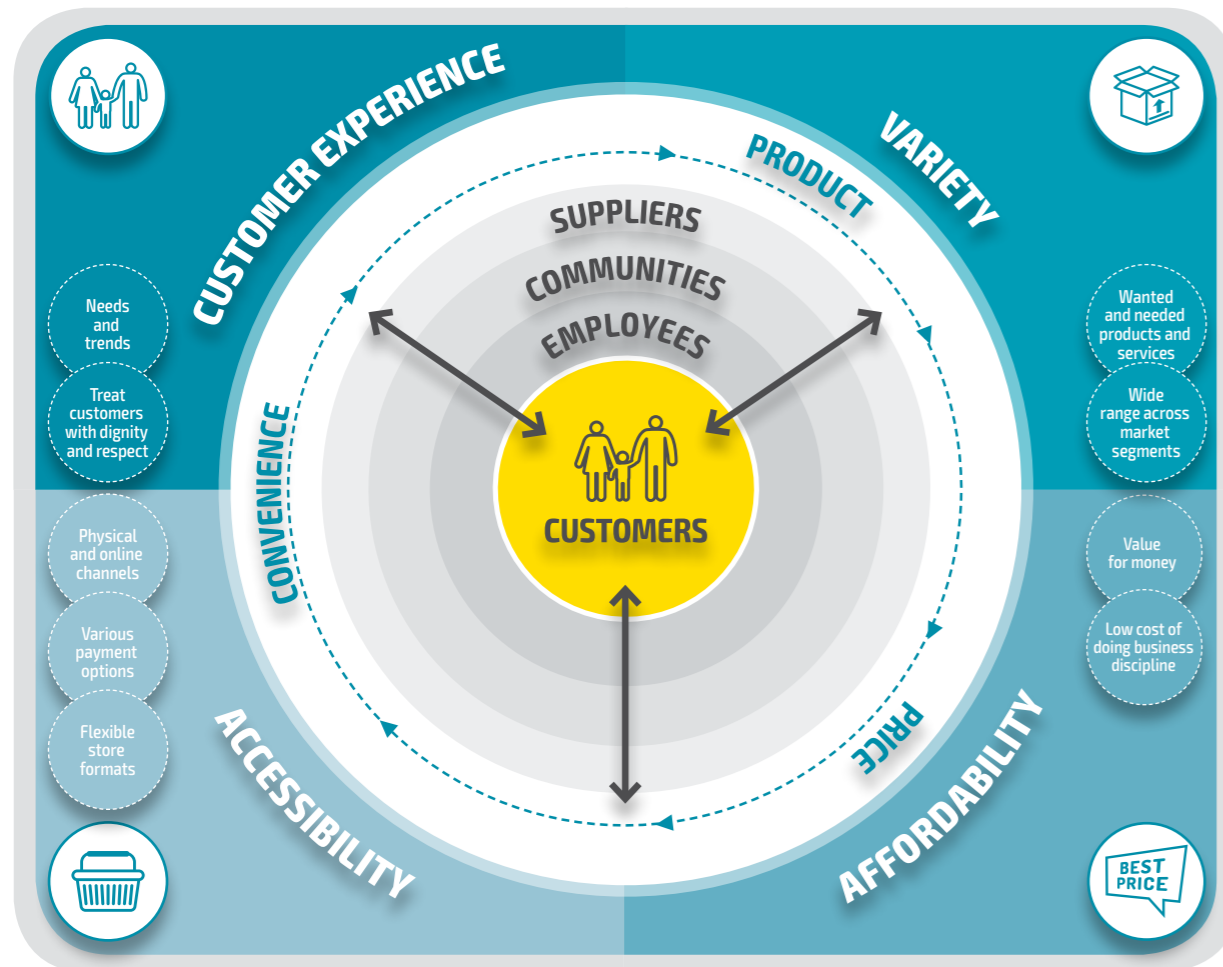 CUSTOMER EXPERIENCE
VARIETY
PRODUCT
SUPPLIERS
COMMUNITIES
EMPLOYEES
CUSTOMERS
CONVENIENCE
PRICE
ACCESSIBILITY
AFFORDABILITY
Needs
and
trends
Treat
customers
with dignity
and respect
Physical
and online
channels
Various
payment
options
Flexible
store
formats
Wanted
and needed
products and
services
Wide
range across
market
segments
Value
for money
Low cost of
doing business
discipline
BEST
PRICE